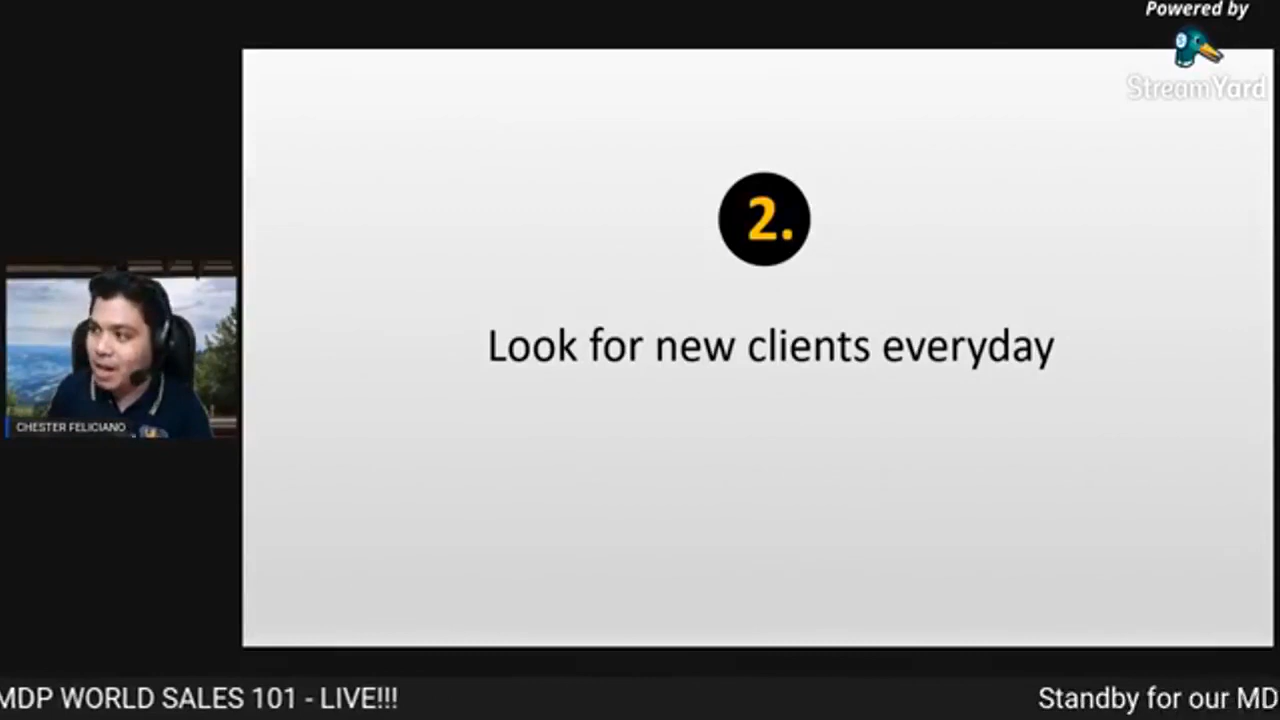 Powered by
StreamYard
2.
Look for new clients everyday
CHESTER FELICIANO
MDP WORLD SALES 101 - LIVE!!!
Standby for our MD